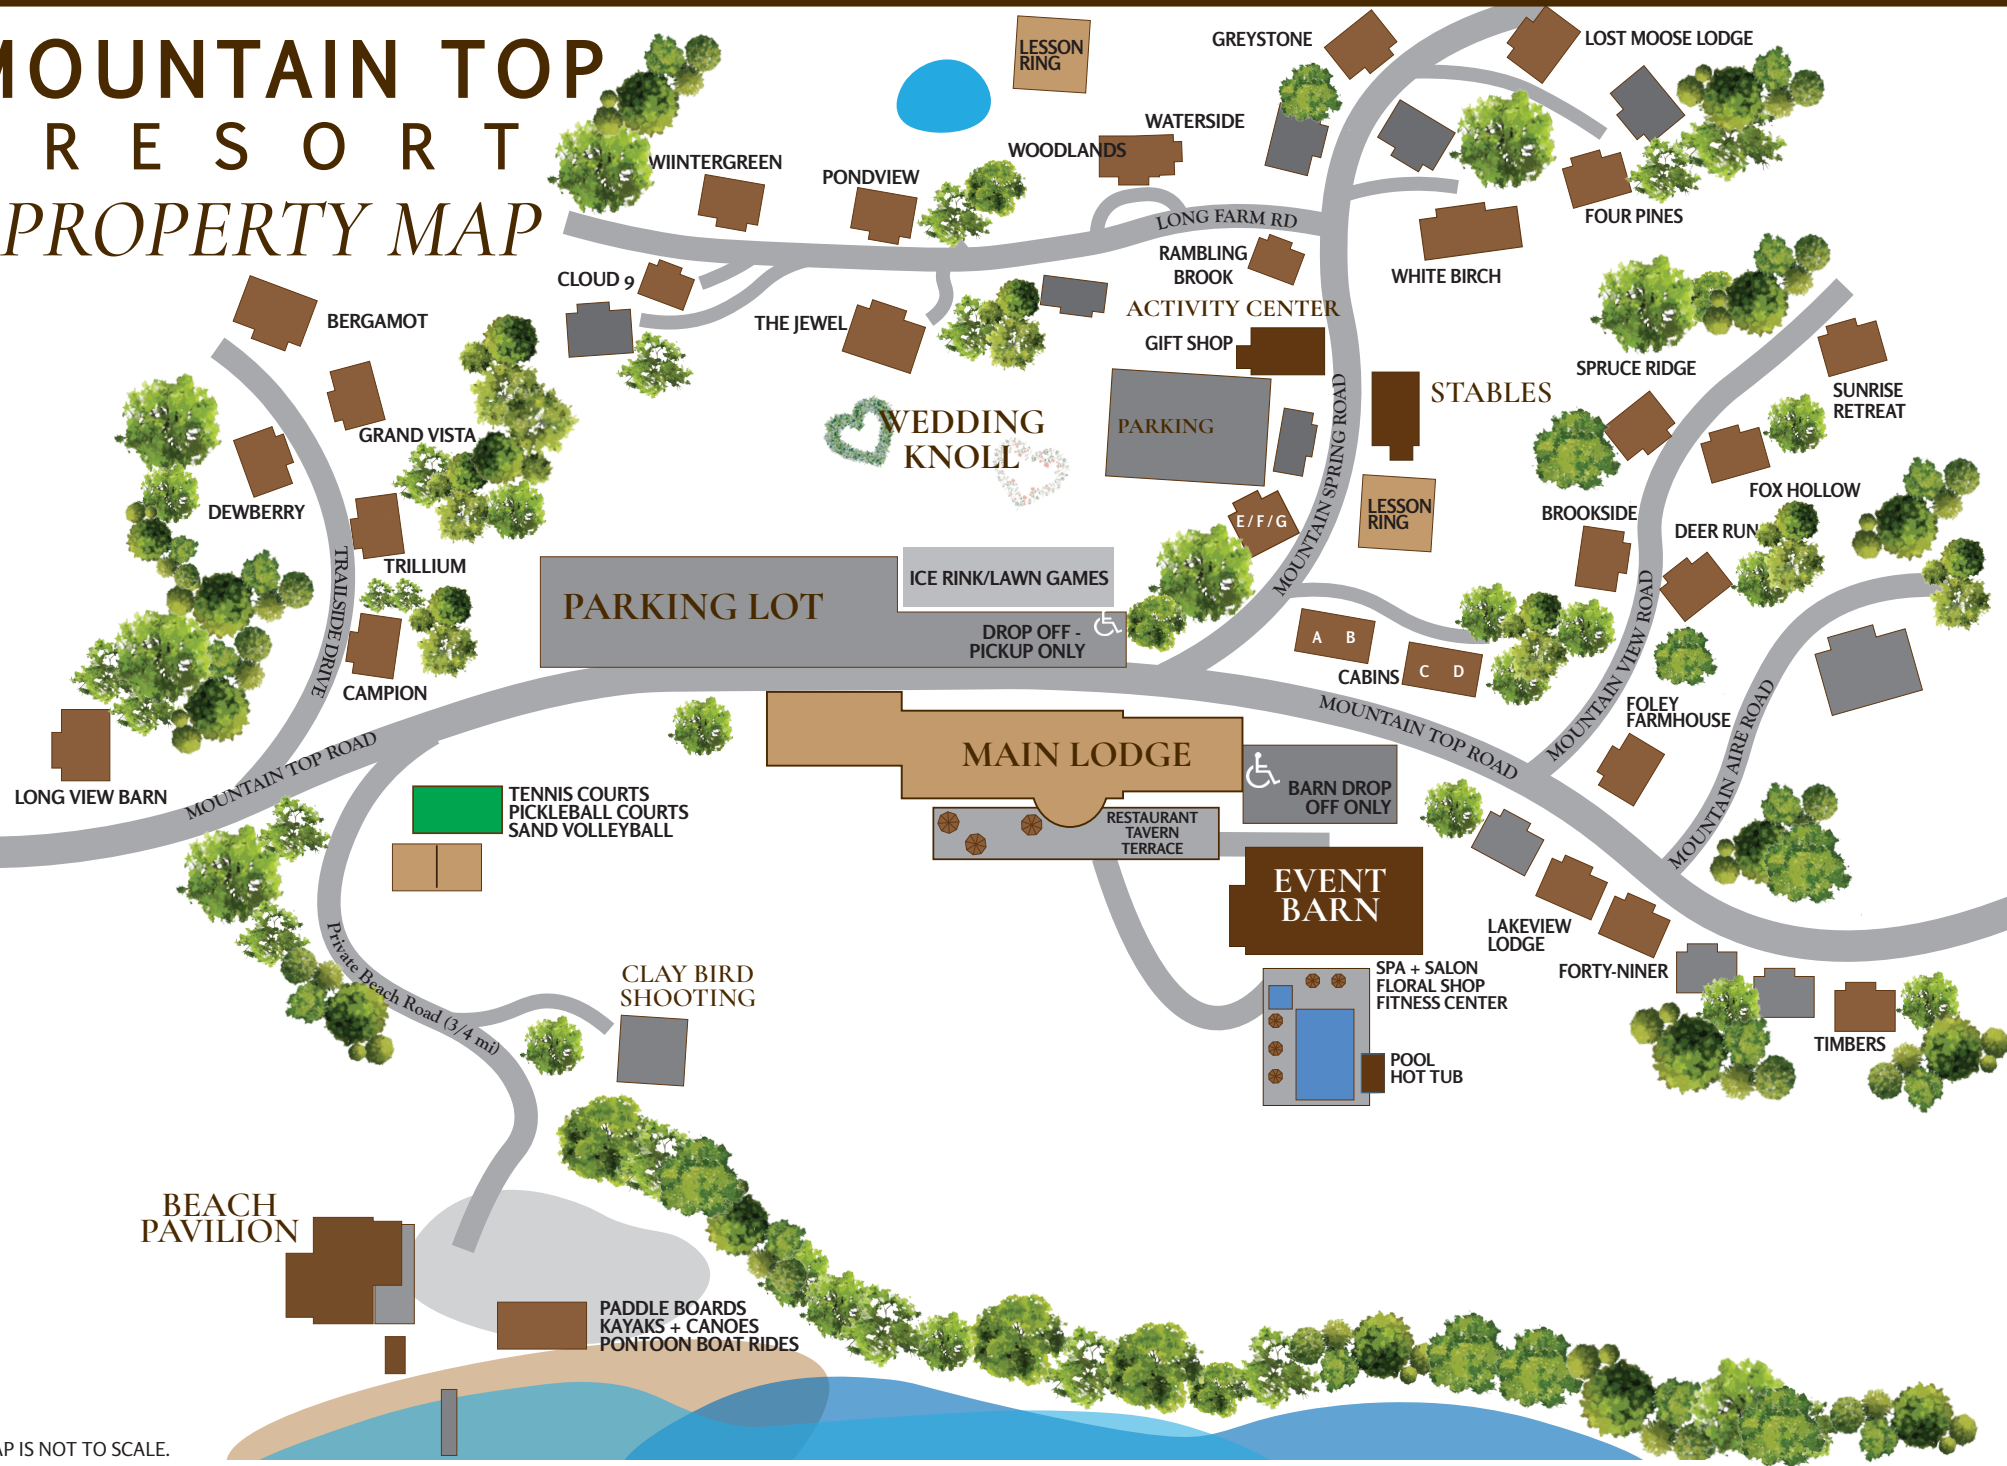 MOUNTAIN TOP
RESORT
PROPERTY MAP
LESSON
RING
GREYSTONE
LOST MOOSE LODGE
WATERSIDE
WOODLANDS
WIINTERGREEN
PONDVIEW
FOUR PINES
LONG FARM RD
RAMBLING
BROOK
WHITE BIRCH
CLOUD 9
THE JEWEL
ACTIVITY CENTER
GIFT SHOP
BERGAMOT
GRAND VISTA
DEWBERRY
TRILLIUM
TRAILSIDE DRIVE
CAMPION
LONG VIEW BARN
MOUNTAIN TOP ROAD
WEDDING
KNOLL
PARKING
MOUNTAIN SPRING ROAD
STABLES
LESSON
RING
E/F/G
SPRUCE RIDGE
SUNRISE
RETREAT
FOX HOLLOW
BROOKSIDE
DEER RUN
MOUNTAIN VIEW ROAD
PARKING LOT
ICE RINK/LAWN GAMES
DROP OFF -
PICKUP ONLY
A B
C D
CABINS
MOUNTAIN TOP ROAD
FOLEY
FARMHOUSE
MOUNTAIN AIRE ROAD
MAIN LODGE
BARN DROP
OFF ONLY
RESTAURANT
TAVERN
TERRACE
TENNIS COURTS
PICKLEBALL COURTS
SAND VOLLEYBALL
EVENT
BARN
LAKEVIEW
LODGE
FORTY-NINER
TIMBERS
Private Beach Road (3/4 mi)
CLAY BIRD
SHOOTING
SPA + SALON
FLORAL SHOP
FITNESS CENTER
POOL
HOT TUB
BEACH
PAVILION
PADDLE BOARDS
KAYAKS + CANOES
PONTOON BOAT RIDES
AP IS NOT TO SCALE.